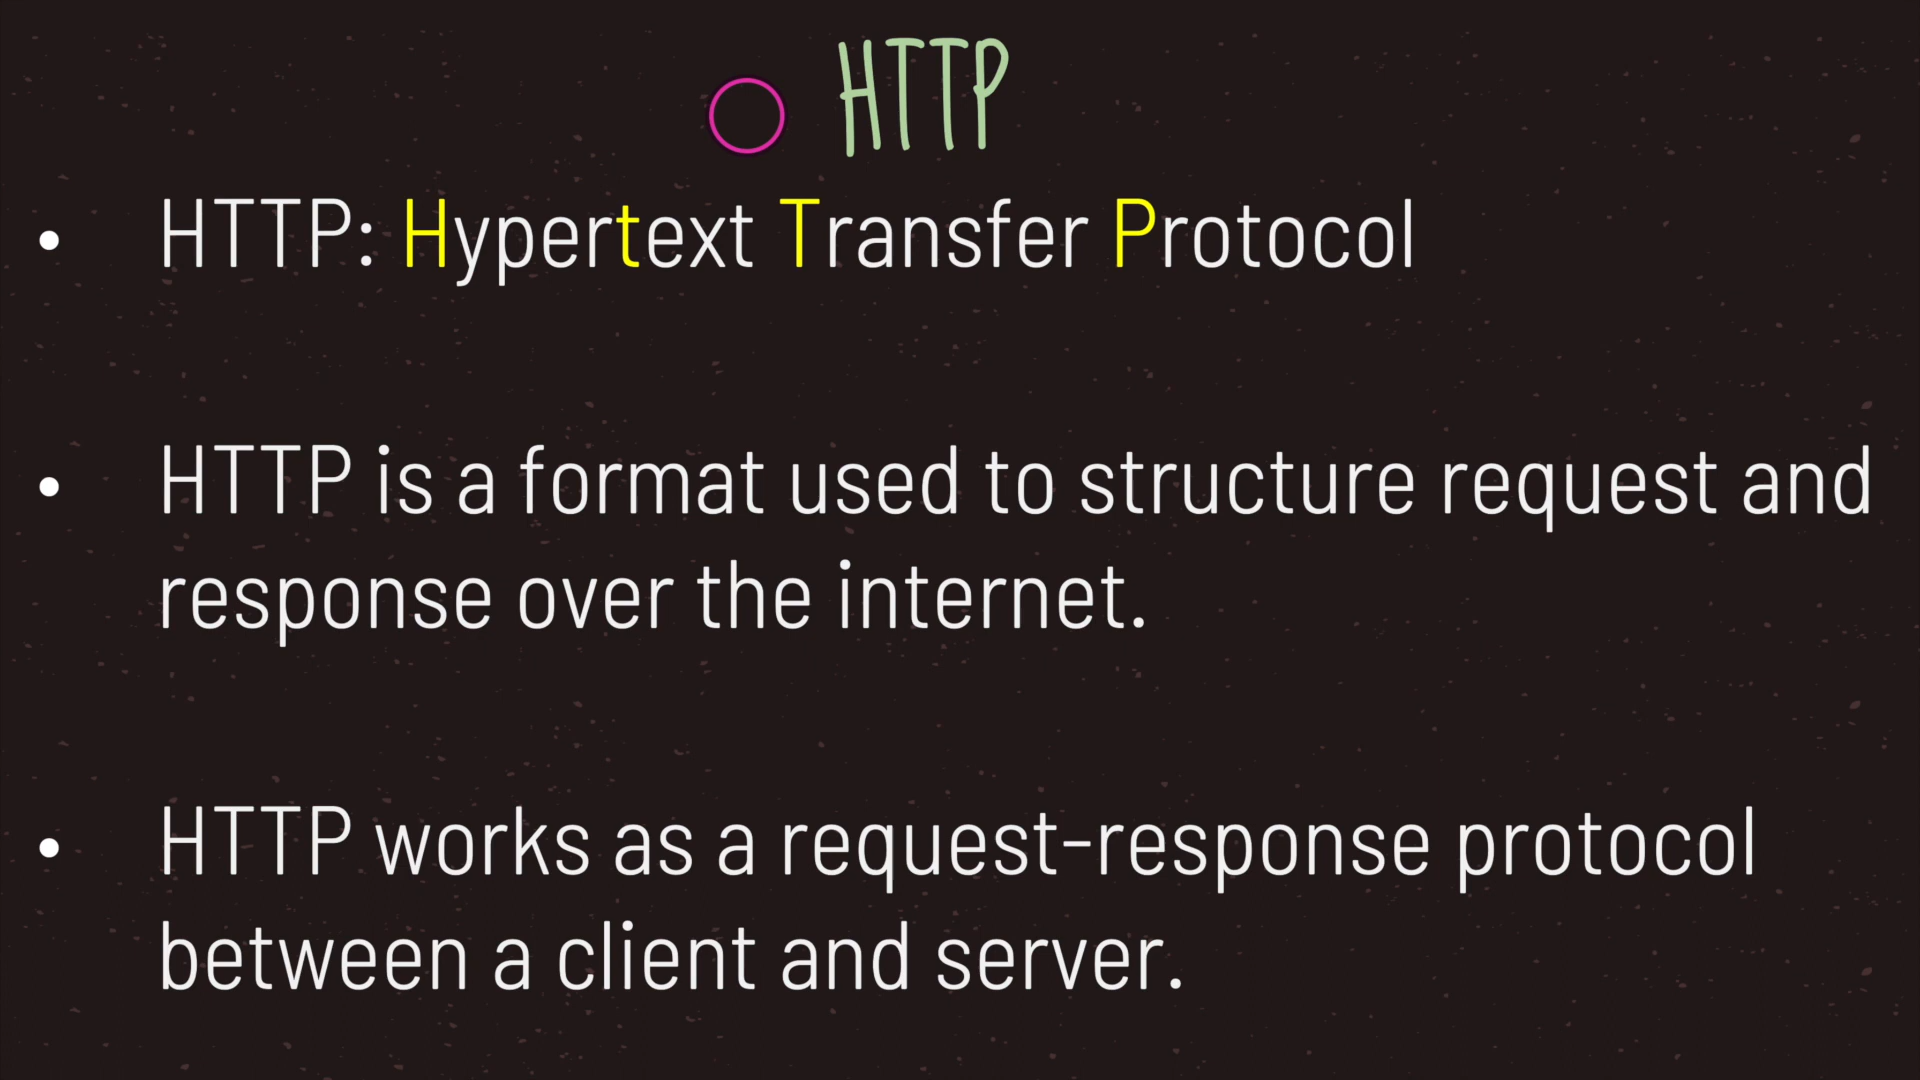 HTTP
• HTTP: Hypertext Transfer Protocol
• HTTP is a format used to structure request and
response over the internet.
• HTTP works as a request-response protocol
between a client and server.